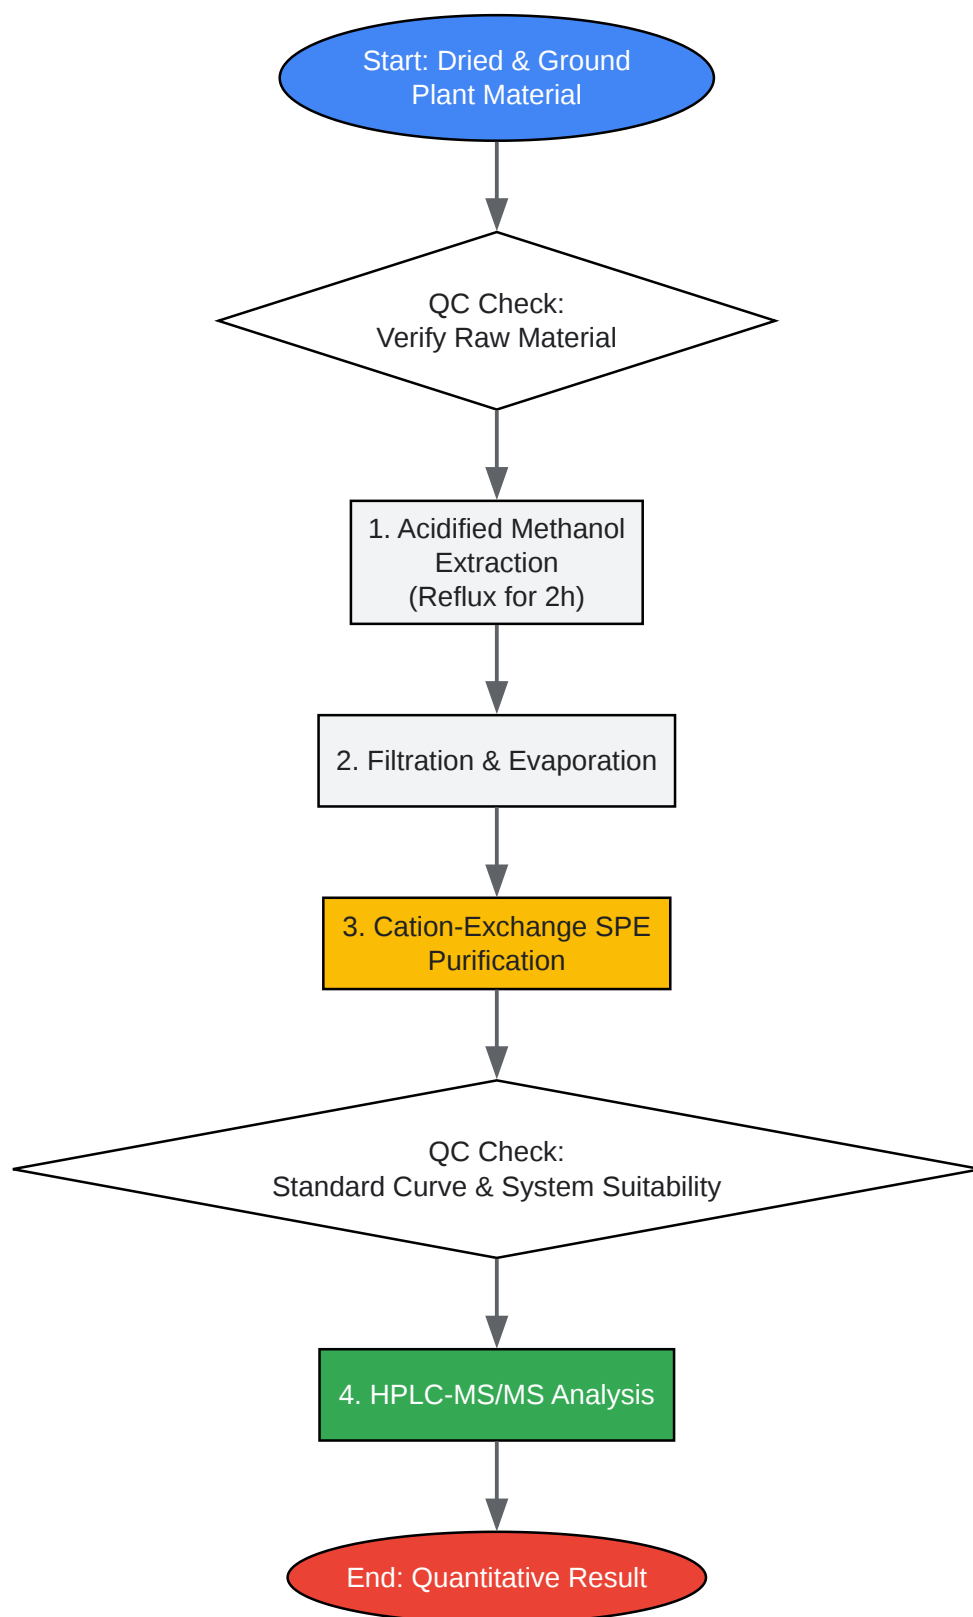 Start: Dried & Ground
Plant Material
QC Check:
Verify Raw Material
1. Acidified Methanol
Extraction
(Reflux for 2h)
2. Filtration & Evaporation
3. Cation-Exchange SPE
Purification
QC Check:
Standard Curve & System Suitability
4. HPLC-MS/MS Analysis
End: Quantitative Result